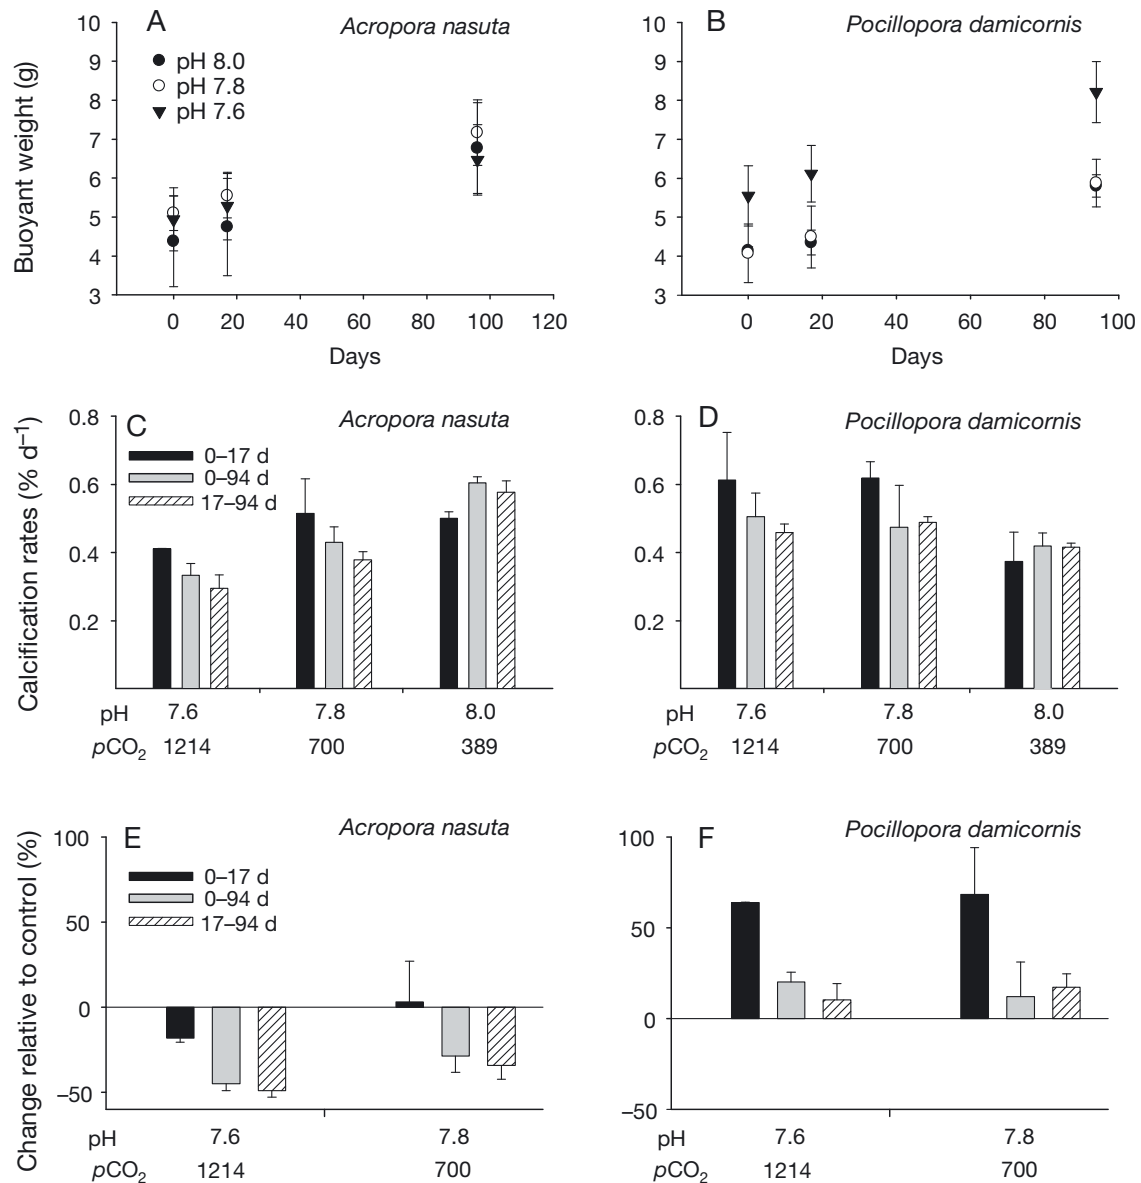 A
Acropora nasuta
Buoyant weight (g)
10
9
8
7
6
5
4
3
pH 8.0
pH 7.8
pH 7.6
0 20 40 60 80 100 120
Days
B
Pocillopora damicornis
10
9
8
7
6
5
4
3
0 20 40 60 80 100
Days
C
Acropora nasuta
Calcification rates (% d–1)
0.8
0.6
0.4
0.2
0–17 d
0–94 d
17–94 d
pH 7.6 7.8 8.0
pCO2 1214 700 389
D
Pocillopora damicornis
0.8
0.6
0.4
0.2
pH 7.6 7.8 8.0
pCO2 1214 700 389
E
Acropora nasuta
Change relative to control (%)
100
50
0
–50
0–17 d
0–94 d
17–94 d
pH 7.6 7.8
pCO2 1214 700
F
Pocillopora damicornis
100
50
0
–50
pH 7.6 7.8
pCO2 1214 700